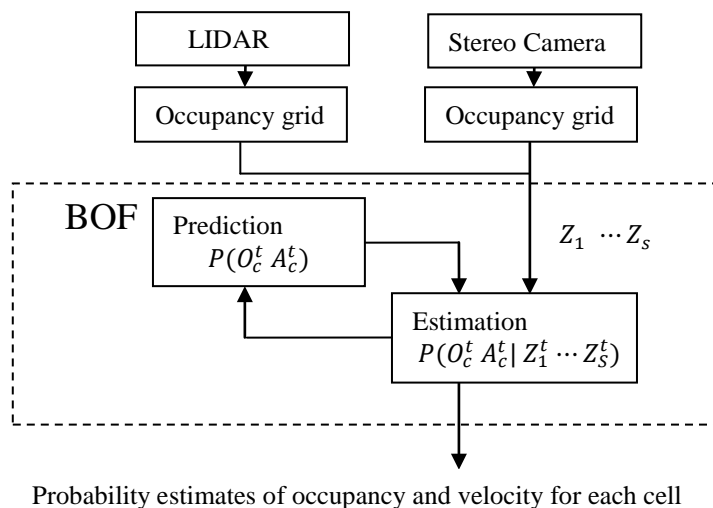 LIDAR
Stereo Camera
Occupancy grid
Occupancy grid
BOF
Prediction
P(O_c^t A_c^t)
Z_1 ⋯ Z_s
Estimation
P(O_c^t A_c^t | Z_1^t ⋯ Z_S^t)
Probability estimates of occupancy and velocity for each cell